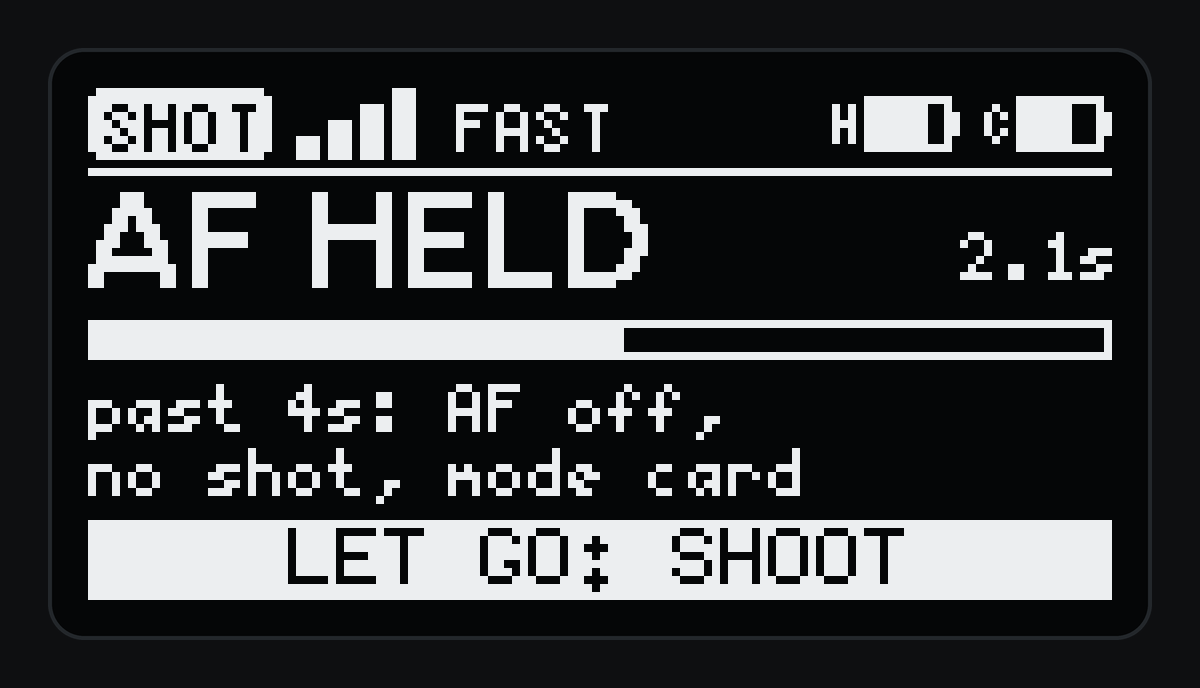 SHOT FAST H C
AF HELD 2.1s
past 4s: AF off,
no shot, mode card
LET GO: SHOOT